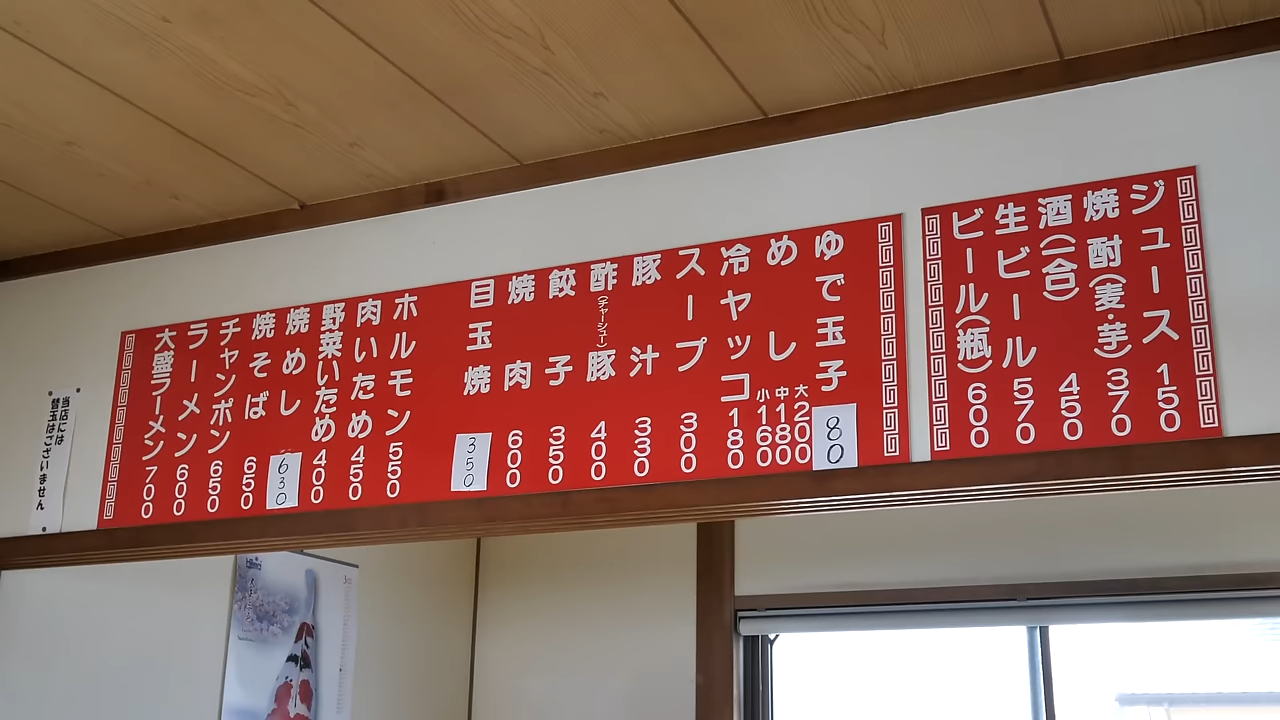 ジュース 150
焼酎(麦・芋) 370
酒(一合) 450
生ビール 570
ビール(瓶) 600
ゆで玉子 80
めし 大200 中180 小160
冷ヤッコ 180
スープ 300
豚汁 330
酢豚(チャーシュー) 400
餃子 350
焼肉 600
目玉焼 350
ホルモン 550
肉いため 450
野菜いため 400
焼めし 630
焼そば 650
チャンポン 650
ラーメン 600
大盛ラーメン 700
当店には
替玉はございません